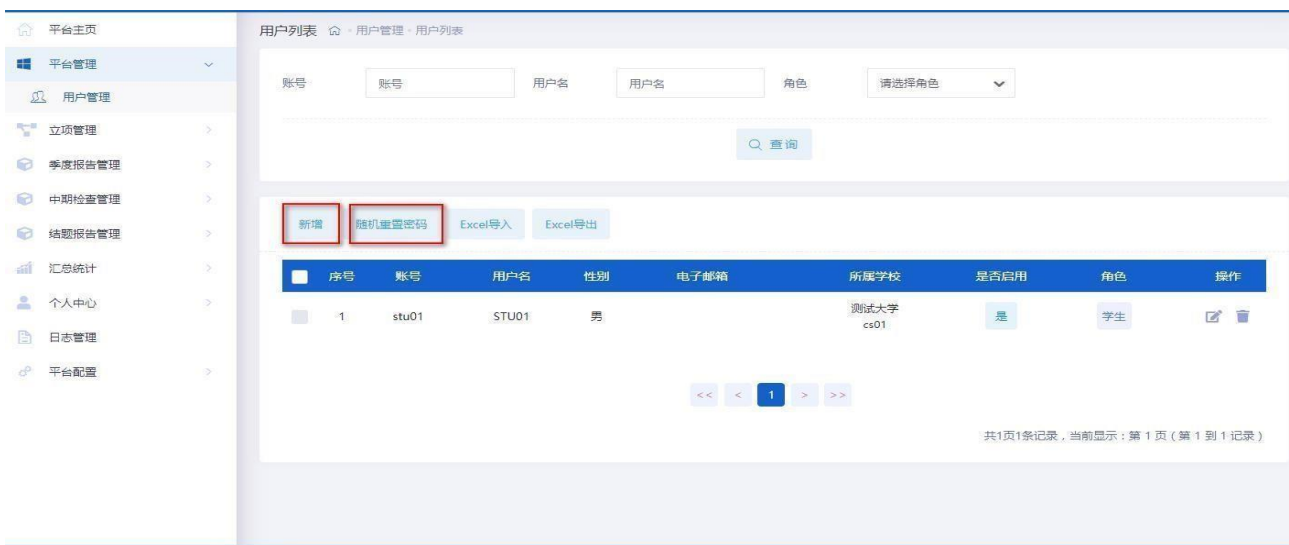 平台主页
平台管理
用户管理
立项管理
季度报告管理
中期检查管理
结题报告管理
汇总统计
个人中心
日志管理
平台配置
用户列表 - 用户管理 - 用户列表
账号 账号 用户名 用户名 角色 请选择角色
查询
新增 随机重置密码 Excel导入 Excel导出
序号 账号 用户名 性别 电子邮箱 所属学校 是否启用 角色 操作
1 stu01 STU01 男 测试大学 是 学生
cs01
<< < 1 > >>
共1页1条记录，当前显示：第 1 页 ( 第 1 到 1 记录 )